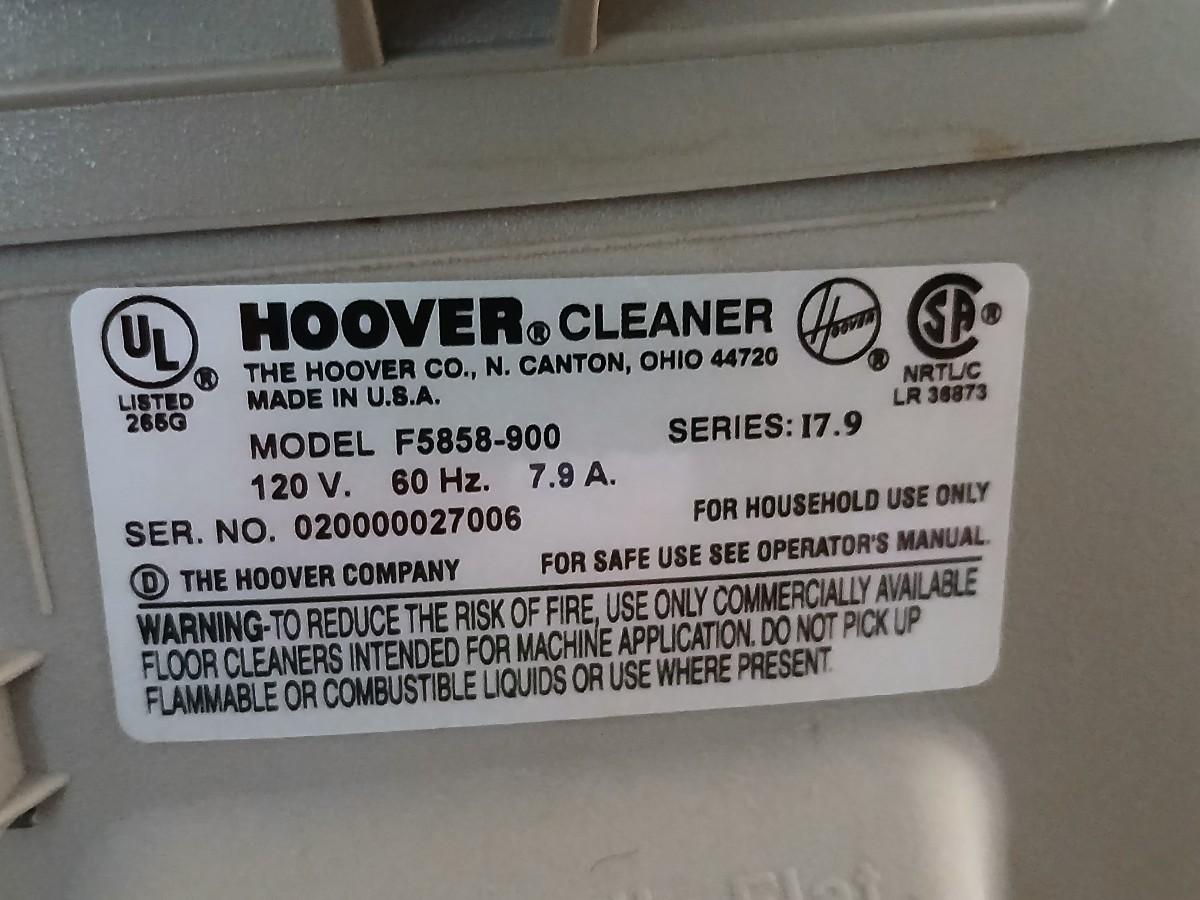 UL® LISTED 265G
HOOVER® CLEANER
Hoover®
SA®
NRTL/C
LR 36873
THE HOOVER CO., N. CANTON, OHIO 44720
MADE IN U.S.A.
MODEL F5858-900
SERIES: I7.9
120 V. 60 Hz. 7.9 A.
FOR HOUSEHOLD USE ONLY
SER. NO. 020000027006
D THE HOOVER COMPANY
FOR SAFE USE SEE OPERATOR'S MANUAL.
WARNING-TO REDUCE THE RISK OF FIRE, USE ONLY COMMERCIALLY AVAILABLE
FLOOR CLEANERS INTENDED FOR MACHINE APPLICATION. DO NOT PICK UP
FLAMMABLE OR COMBUSTIBLE LIQUIDS OR USE WHERE PRESENT.